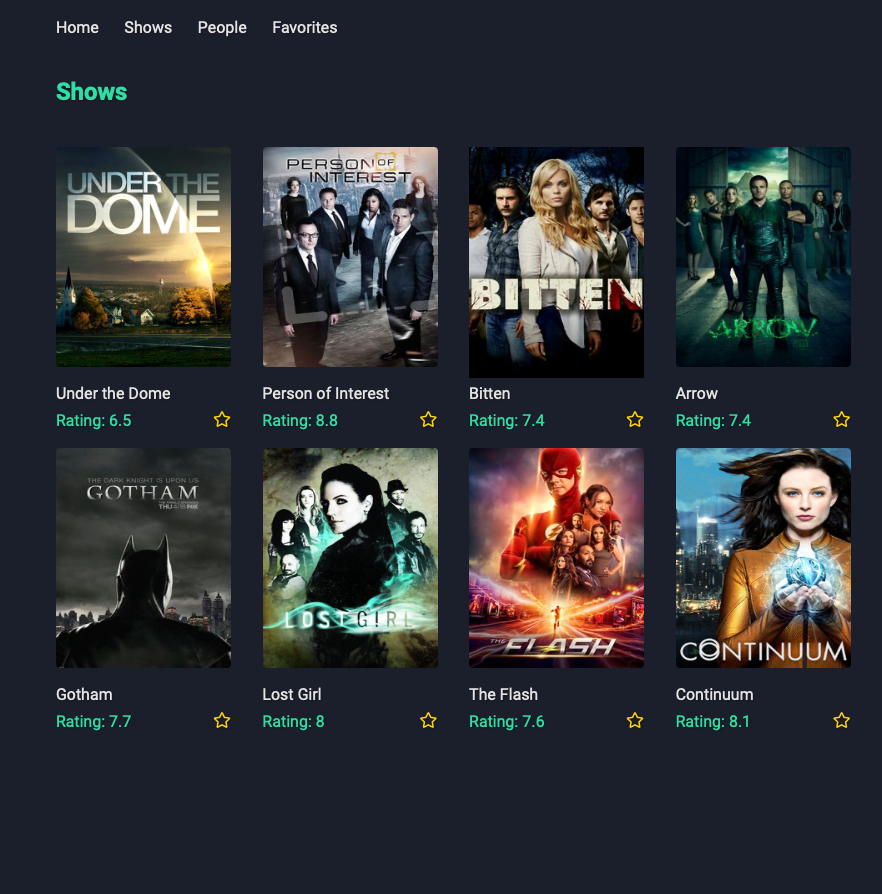 Home Shows People Favorites
Shows
UNDER THE
DOME
PERSON OF
INTEREST
BITTEN
ARROW
Under the Dome
Person of Interest
Bitten
Arrow
Rating: 6.5
Rating: 8.8
Rating: 7.4
Rating: 7.4
THE DARK KNIGHT IS UPON US
GOTHAM
LOST GIRL
THE
FLASH
CONTINUUM
Gotham
Lost Girl
The Flash
Continuum
Rating: 7.7
Rating: 8
Rating: 7.6
Rating: 8.1